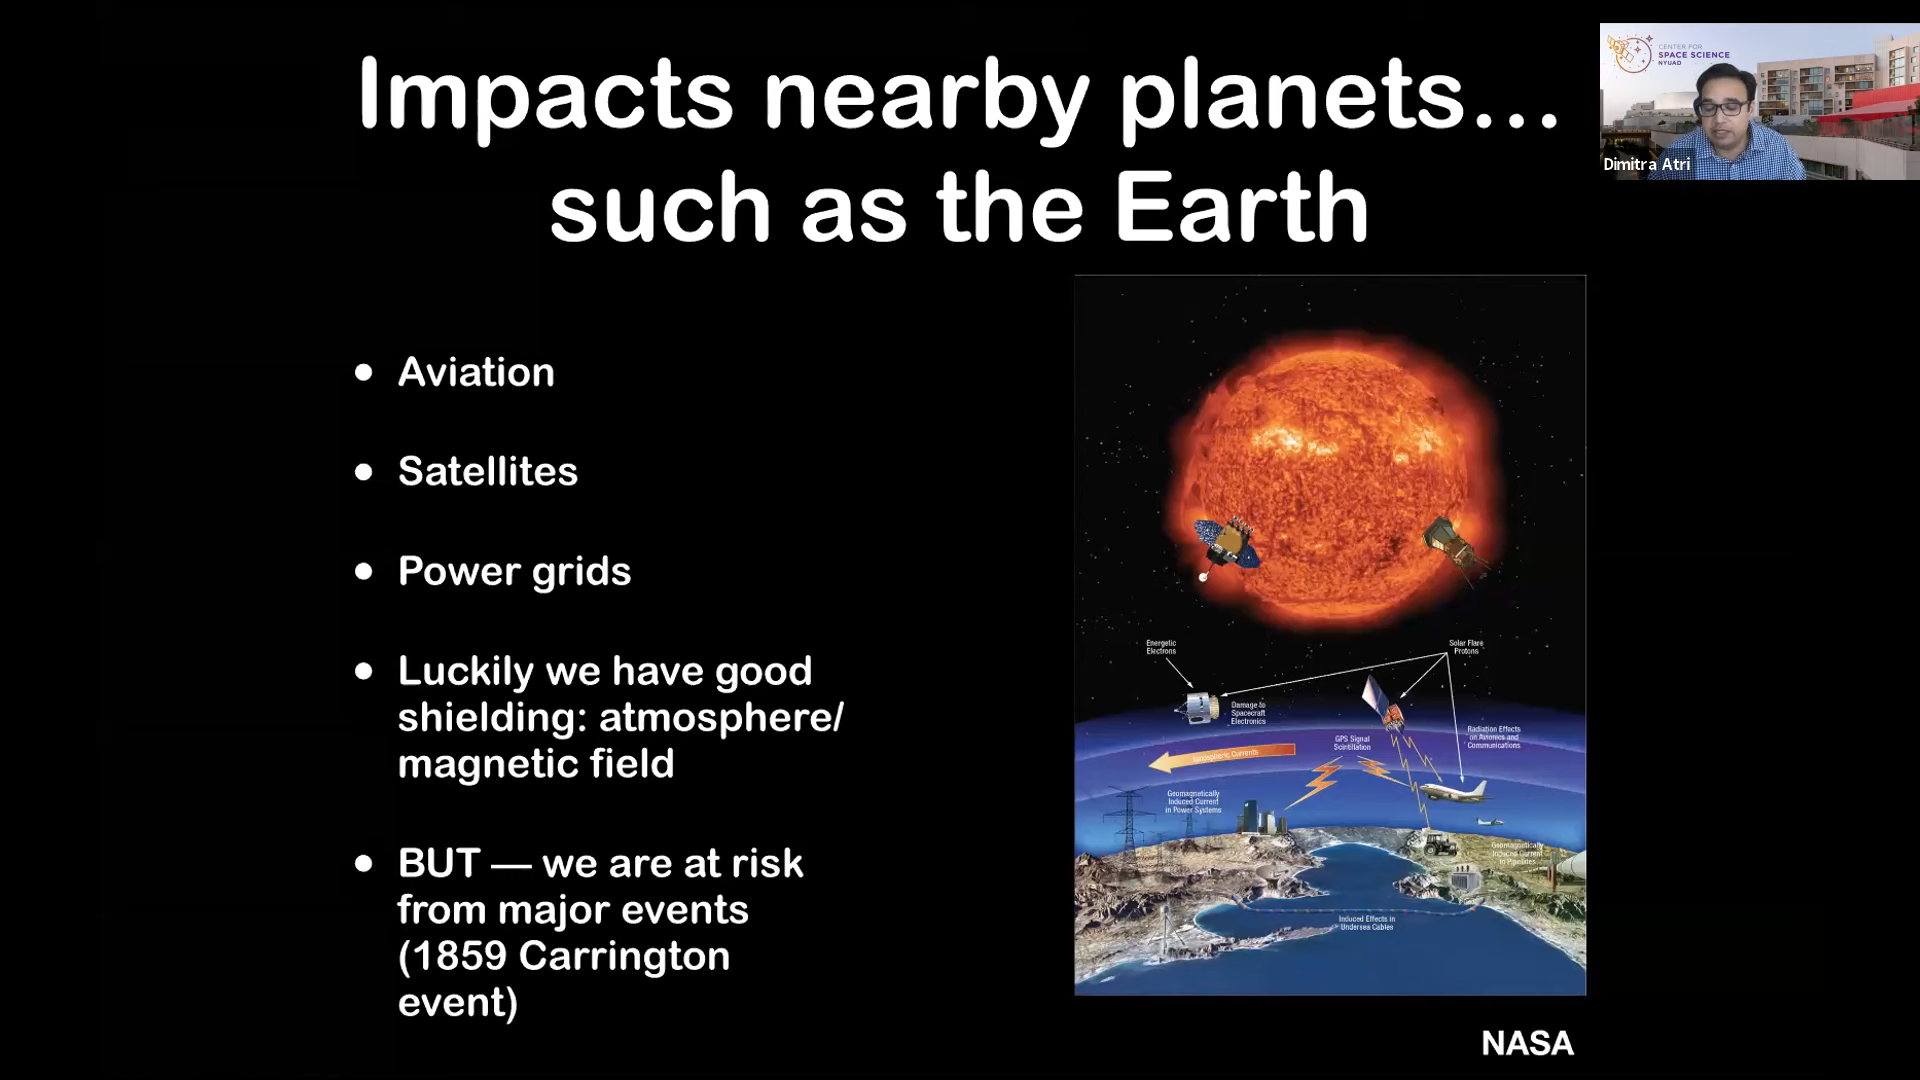 Impacts nearby planets...
such as the Earth
CENTER FOR
SPACE SCIENCE
NYUAD
Dimitra Atri
• Aviation
• Satellites
• Power grids
• Luckily we have good
shielding: atmosphere/
magnetic field
• BUT — we are at risk
from major events
(1859 Carrington
event)
Energetic
Electrons
Solar Flare
Protons
Damage to
Spacecraft
Electronics
GPS Signal
Scintillation
Radiation Effects
on Avionics and
Communications
Ionospheric Currents
Geomagnetically
Induced Current
in Power Systems
Geomagnetically
Induced Current
in Pipelines
Induced Effects in
Undersea Cables
NASA